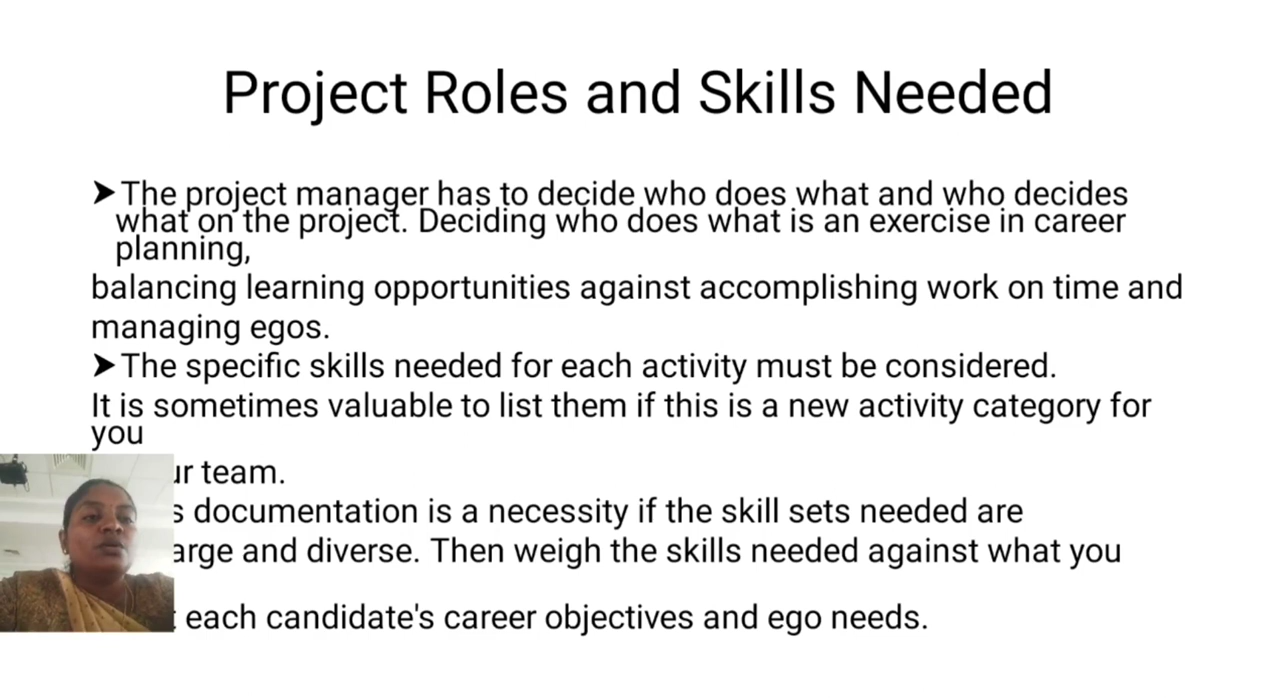 Project Roles and Skills Needed
➤The project manager has to decide who does what and who decides
what on the project. Deciding who does what is an exercise in career
planning,
balancing learning opportunities against accomplishing work on time and
managing egos.
➤The specific skills needed for each activity must be considered.
It is sometimes valuable to list them if this is a new activity category for
you
team.
documentation is a necessity if the skill sets needed are
and diverse. Then weigh the skills needed against what you
each candidate's career objectives and ego needs.